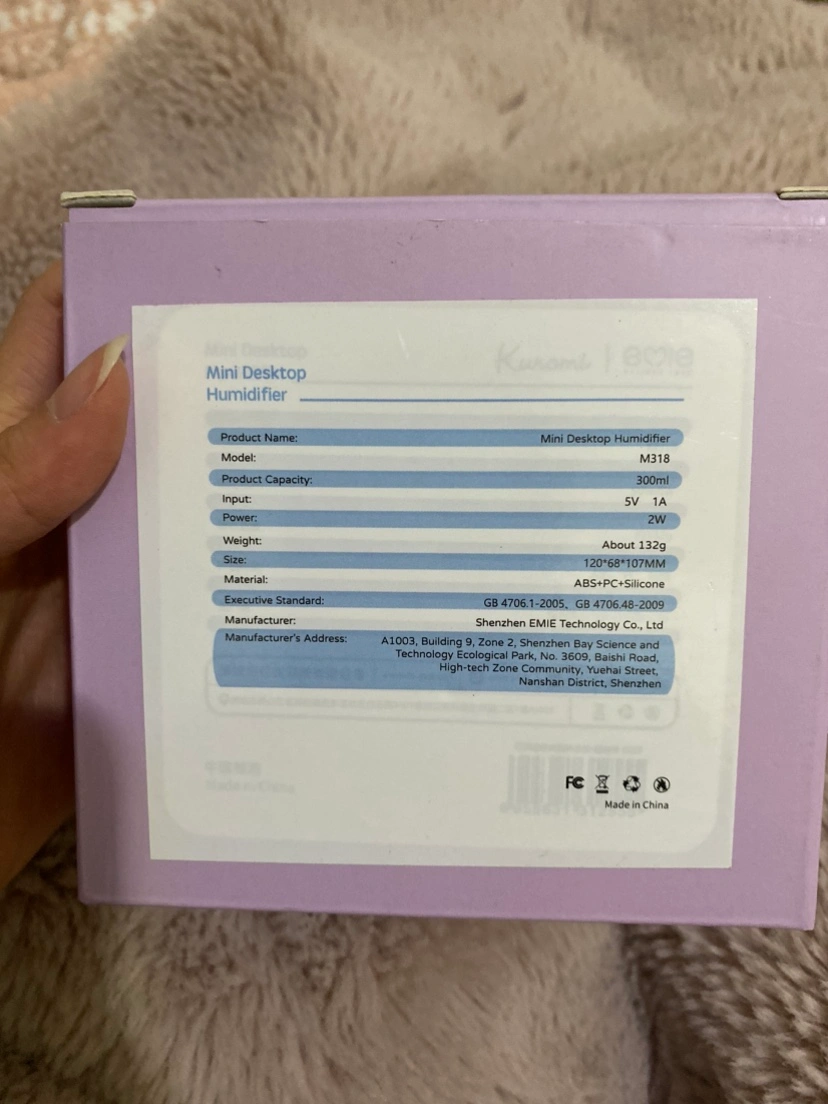 Kuromi | emie
Mini Desktop
Humidifier
Product Name: Mini Desktop Humidifier
Model: M318
Product Capacity: 300ml
Input: 5V 1A
Power: 2W
Weight: About 132g
Size: 120*68*107MM
Material: ABS+PC+Silicone
Executive Standard: GB 4706.1-2005、GB 4706.48-2009
Manufacturer: Shenzhen EMIE Technology Co., Ltd
Manufacturer's Address: A1003, Building 9, Zone 2, Shenzhen Bay Science and
Technology Ecological Park, No. 3609, Baishi Road,
High-tech Zone Community, Yuehai Street,
Nanshan District, Shenzhen
FC
Made in China